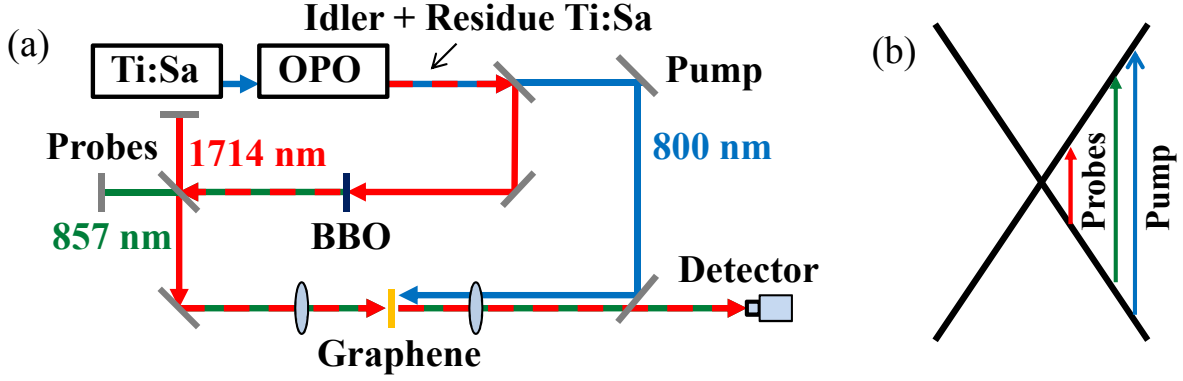 (a)
Idler + Residue Ti:Sa
Ti:Sa
OPO
Pump
Probes
1714 nm
800 nm
857 nm
BBO
Detector
Graphene
(b)
Probes
Pump